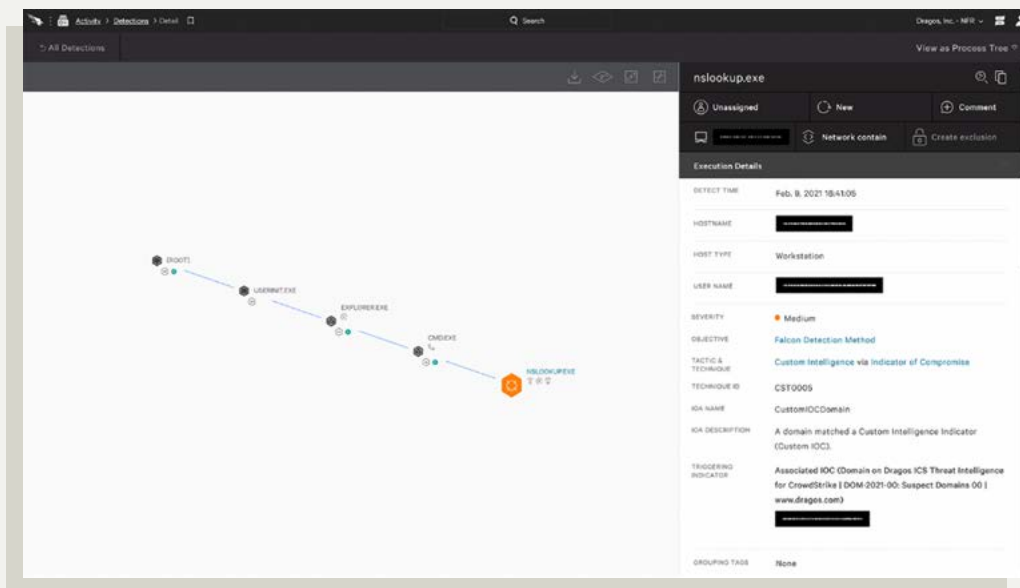 Activity > Detections > Detail
Search
Dragos, Inc. - NFR
All Detections
View as Process Tree
nslookup.exe
Unassigned
New
Comment
Network contain
Create exclusion
Execution Details
DETECT TIME
Feb. 9, 2021 18:41:05
HOSTNAME
HOST TYPE
Workstation
USER NAME
SEVERITY
Medium
OBJECTIVE
Falcon Detection Method
TACTIC &
TECHNIQUE
Custom Intelligence via Indicator of Compromise
TECHNIQUE ID
CST0005
IOA NAME
CustomIOCDomain
IOA DESCRIPTION
A domain matched a Custom Intelligence Indicator
(Custom IOC).
TRIGGERING
INDICATOR
Associated IOC (Domain on Dragos ICS Threat Intelligence
for CrowdStrike | DOM-2021-00: Suspect Domains 00 |
www.dragos.com)
GROUPING TAGS
None
USERINIT.EXE
EXPLORER.EXE
CMD.EXE
NSLOOKUP.EXE